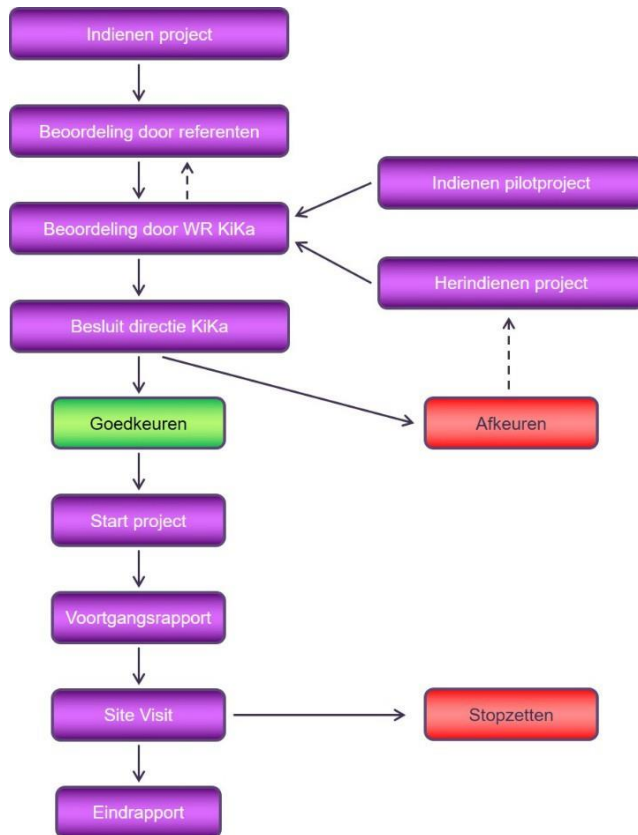 Indienen project
Beoordeling door referenten
Indienen pilotproject
Beoordeling door WR KiKa
Herindienen project
Besluit directie KiKa
Goedkeuren
Afkeuren
Start project
Voortgangsrapport
Site Visit
Stopzetten
Eindrapport